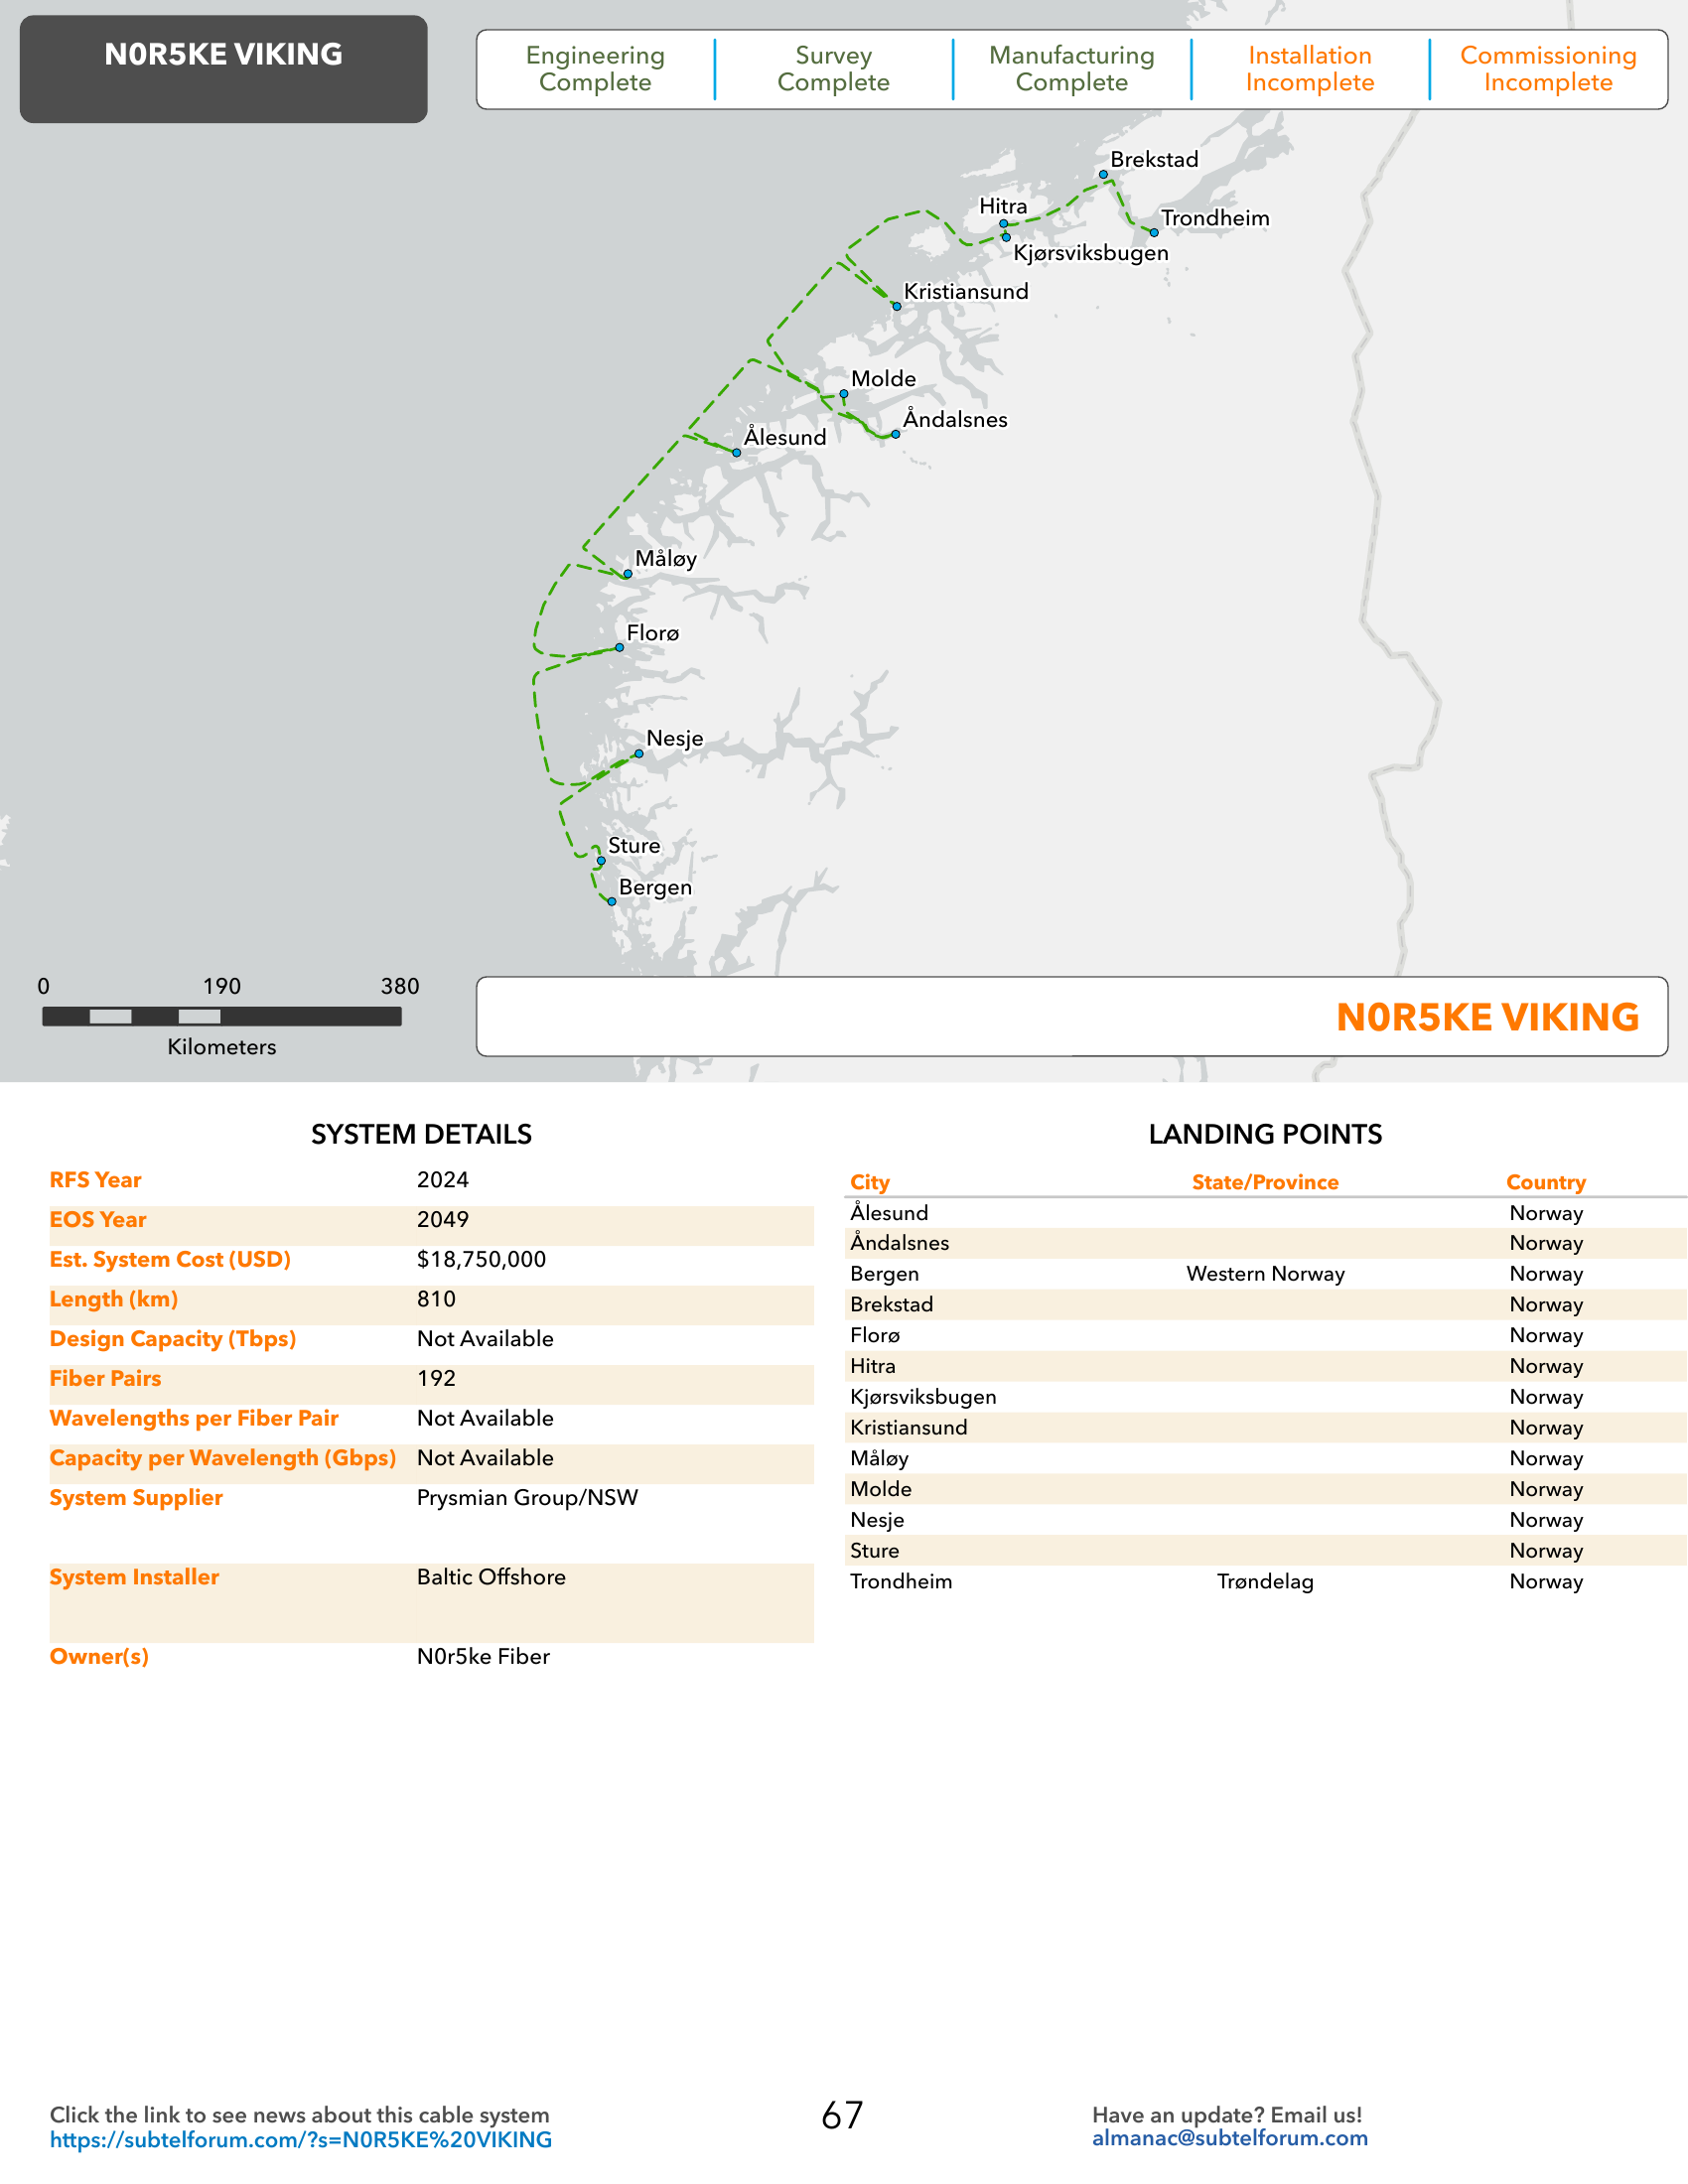 N0R5KE VIKING
Engineering Complete
Survey Complete
Manufacturing Complete
Installation Incomplete
Commissioning Incomplete
Brekstad
Hitra
Trondheim
Kjørsviksbugen
Kristiansund
Molde
Åndalsnes
Ålesund
Måløy
Florø
Nesje
Sture
Bergen
0 190 380
Kilometers
N0R5KE VIKING
SYSTEM DETAILS
RFS Year 2024
EOS Year 2049
Est. System Cost (USD) $18,750,000
Length (km) 810
Design Capacity (Tbps) Not Available
Fiber Pairs 192
Wavelengths per Fiber Pair Not Available
Capacity per Wavelength (Gbps) Not Available
System Supplier Prysmian Group/NSW
System Installer Baltic Offshore
Owner(s) N0r5ke Fiber
LANDING POINTS
City State/Province Country
Ålesund Norway
Åndalsnes Norway
Bergen Western Norway Norway
Brekstad Norway
Florø Norway
Hitra Norway
Kjørsviksbugen Norway
Kristiansund Norway
Måløy Norway
Molde Norway
Nesje Norway
Sture Norway
Trondheim Trøndelag Norway
Click the link to see news about this cable system
https://subtelforum.com/?s=N0R5KE%20VIKING
67
Have an update? Email us!
almanac@subtelforum.com